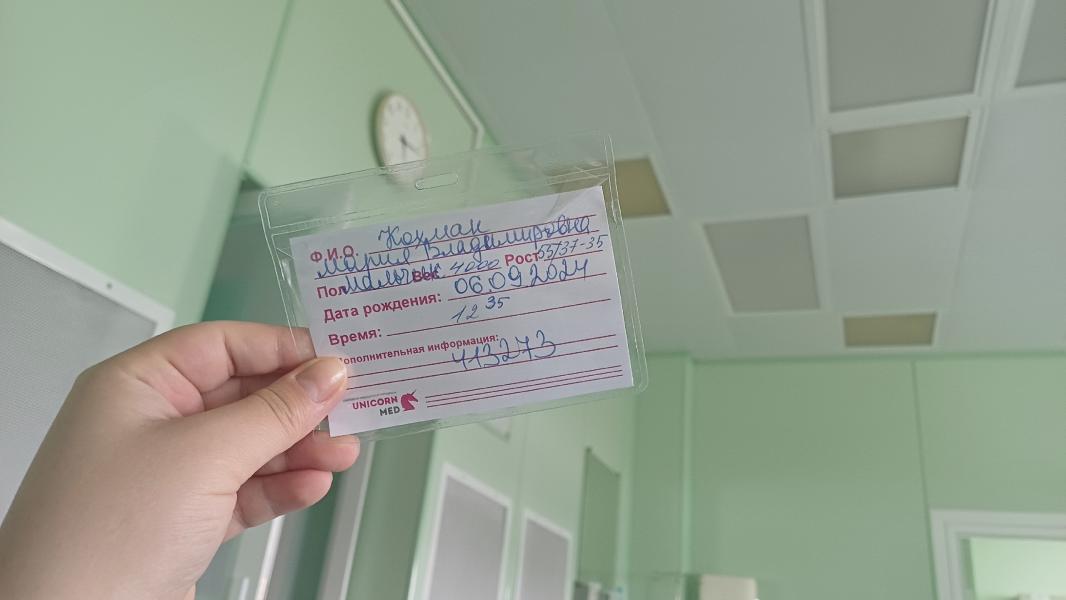 Ф.И.О. Кохман
Мария Владимировна
Пол мальчик Вес 4000 Рост 55/37-35
Дата рождения: 06.09.2024
Время: 12 35
Дополнительная информация:
413273
UNICORN
MED